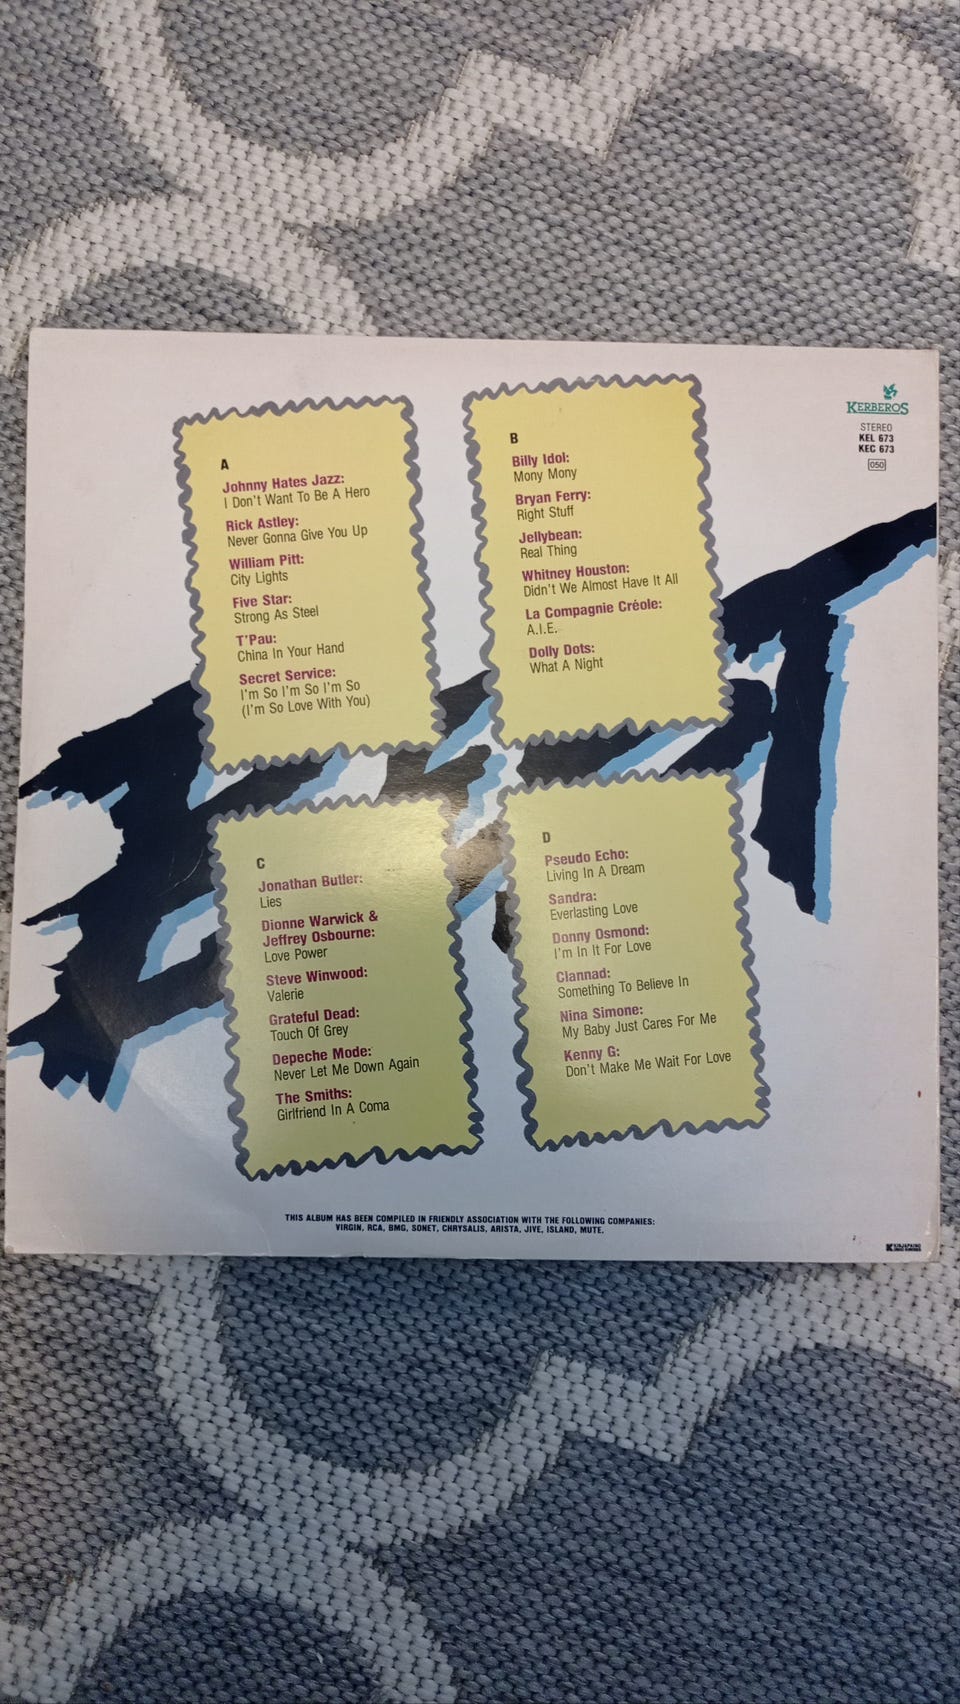 KERBEROS
STEREO
KEL 673
KEC 673
050
A
Johnny Hates Jazz:
I Don't Want To Be A Hero
Rick Astley:
Never Gonna Give You Up
William Pitt:
City Lights
Five Star:
Strong As Steel
T'Pau:
China In Your Hand
Secret Service:
I'm So I'm So I'm So
(I'm So Love With You)
B
Billy Idol:
Mony Mony
Bryan Ferry:
Right Stuff
Jellybean:
Real Thing
Whitney Houston:
Didn't We Almost Have It All
La Compagnie Créole:
A.I.E.
Dolly Dots:
What A Night
C
Jonathan Butler:
Lies
Dionne Warwick &
Jeffrey Osbourne:
Love Power
Steve Winwood:
Valerie
Grateful Dead:
Touch Of Grey
Depeche Mode:
Never Let Me Down Again
The Smiths:
Girlfriend In A Coma
D
Pseudo Echo:
Living In A Dream
Sandra:
Everlasting Love
Donny Osmond:
I'm In It For Love
Clannad:
Something To Believe In
Nina Simone:
My Baby Just Cares For Me
Kenny G:
Don't Make Me Wait For Love
THIS ALBUM HAS BEEN COMPILED IN FRIENDLY ASSOCIATION WITH THE FOLLOWING COMPANIES:
VIRGIN, RCA, BMG, SONET, CHRYSALIS, ARISTA, JIVE, ISLAND, MUTE.